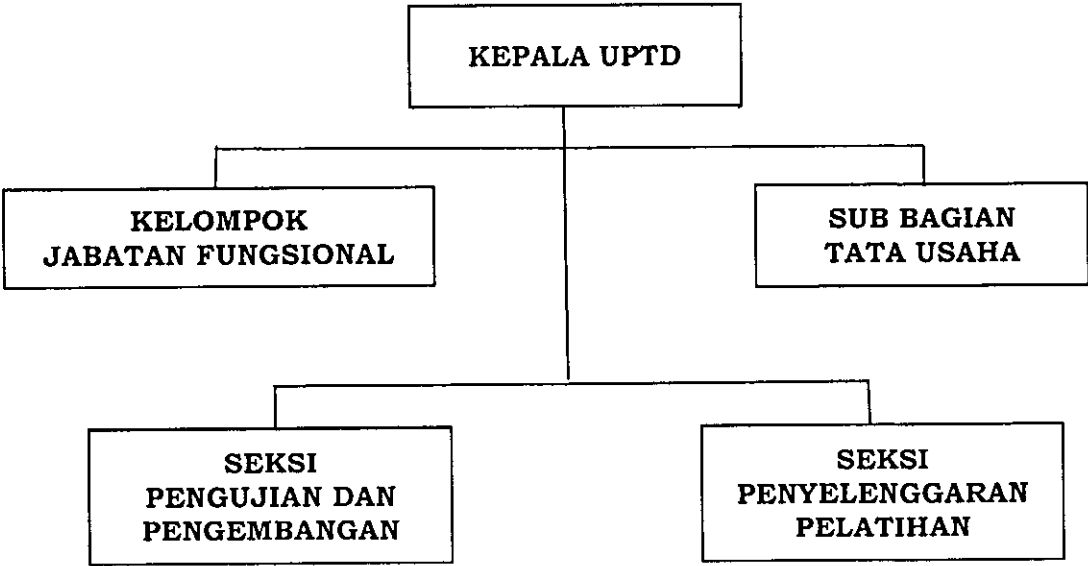 KEPALA UPTD
KELOMPOK
JABATAN FUNGSIONAL
SUB BAGIAN
TATA USAHA
SEKSI
PENGUJIAN DAN
PENGEMBANGAN
SEKSI
PENYELENGGARAN
PELATIHAN